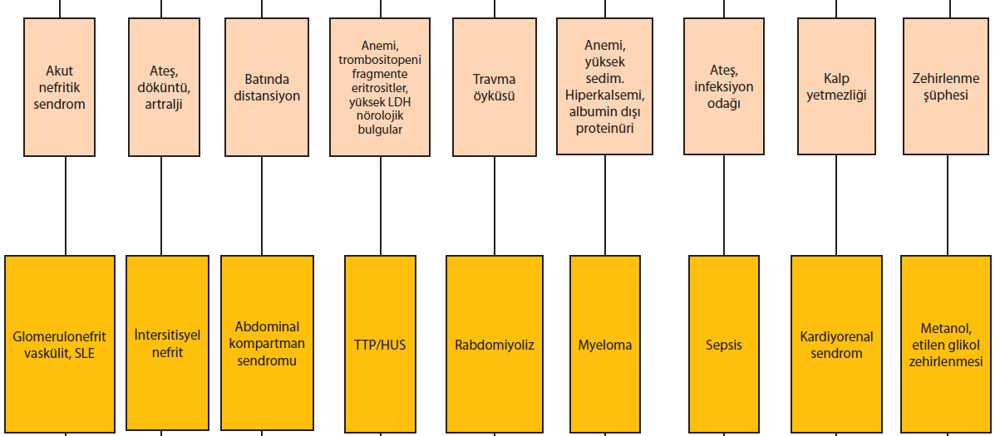 Akut
nefritik
sendrom
Ateş,
döküntü,
artralji
Batında
distansiyon
Anemi,
trombositopeni
fragmente
eritrositler,
yüksek LDH
nörolojik
bulgular
Travma
öyküsü
Anemi,
yüksek
sedim.
Hiperkalsemi,
albumin dışı
proteinüri
Ateş,
infeksiyon
odağı
Kalp
yetmezliği
Zehirlenme
şüphesi
Glomerulonefrit
vaskülit, SLE
İntersitisyel
nefrit
Abdominal
kompartman
sendromu
TTP/HUS
Rabdomiyoliz
Myeloma
Sepsis
Kardiyorenal
sendrom
Metanol,
etilen glikol
zehirlenmesi